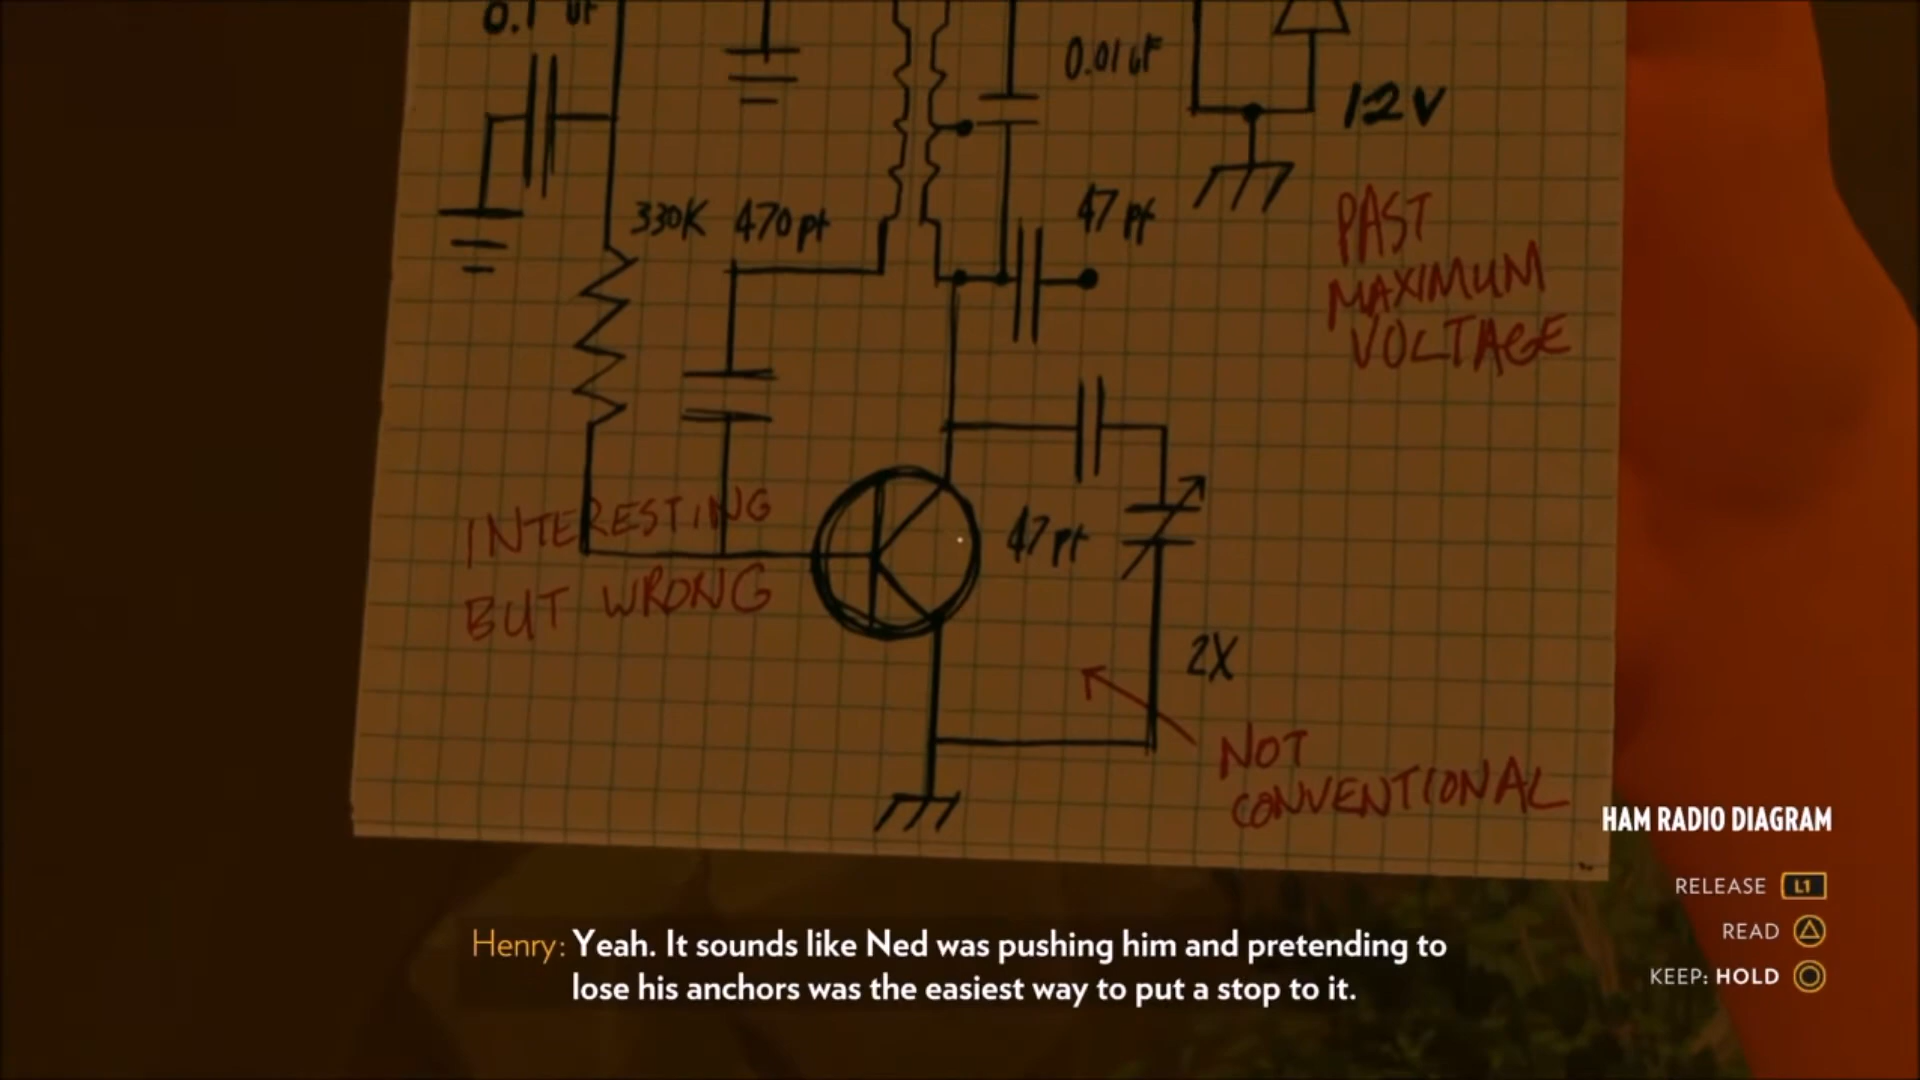 0.1 uf
0.01 uf
12V
330K 470pf
47 pf
PAST
MAXIMUM
VOLTAGE
INTERESTING
BUT WRONG
47pf
2X
NOT
CONVENTIONAL
HAM RADIO DIAGRAM
RELEASE L1
READ
KEEP: HOLD
Henry: Yeah. It sounds like Ned was pushing him and pretending to
lose his anchors was the easiest way to put a stop to it.